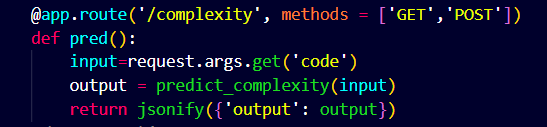 @app.route('/complexity', methods = ['GET','POST'])
def pred():
    input=request.args.get('code')
    output = predict_complexity(input)
    return jsonify({'output': output})